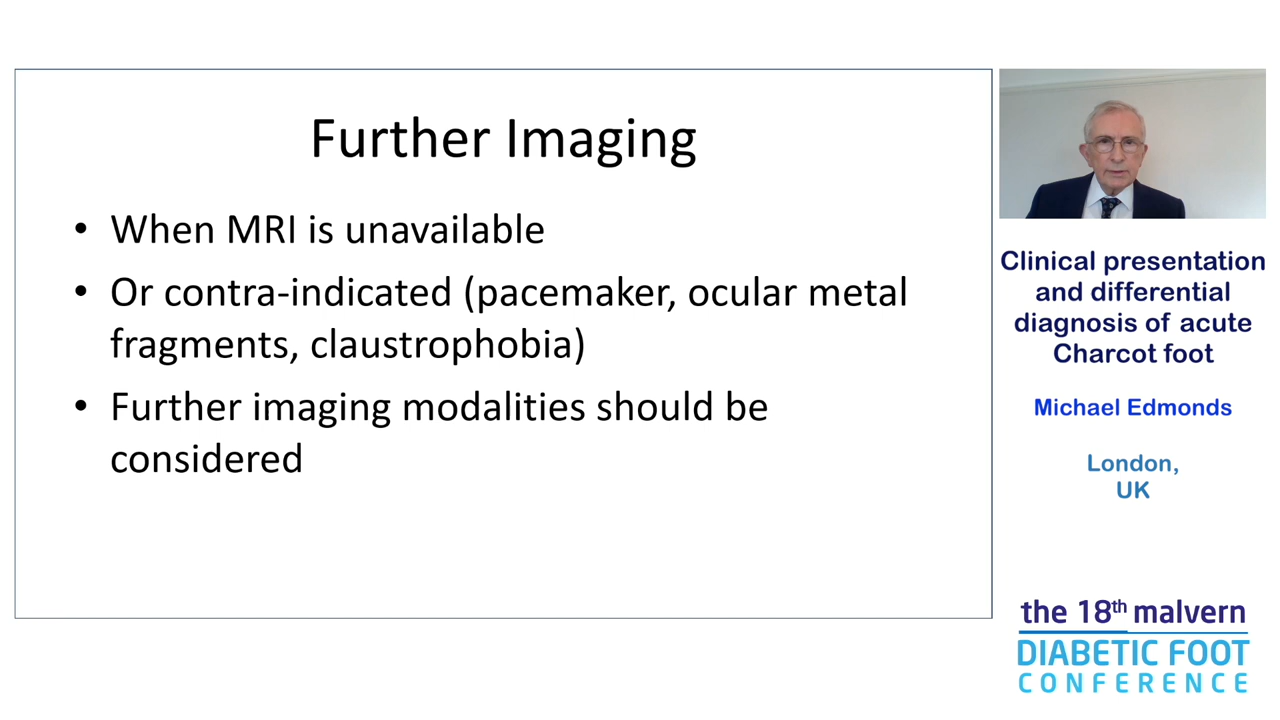 Further Imaging
• When MRI is unavailable
• Or contra-indicated (pacemaker, ocular metal
fragments, claustrophobia)
• Further imaging modalities should be
considered
Clinical presentation
and differential
diagnosis of acute
Charcot foot
Michael Edmonds
London,
UK
the 18th malvern
DIABETIC FOOT
CONFERENCE